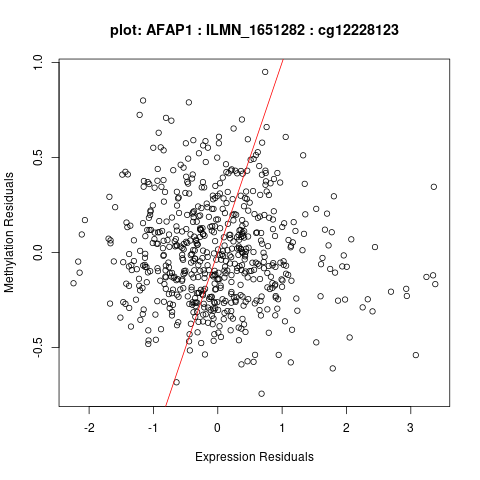 plot: AFAP1 : ILMN_1651282 : cg12228123
Methylation Residuals
1.0
0.5
0.0
-0.5
-2 -1 0 1 2 3
Expression Residuals